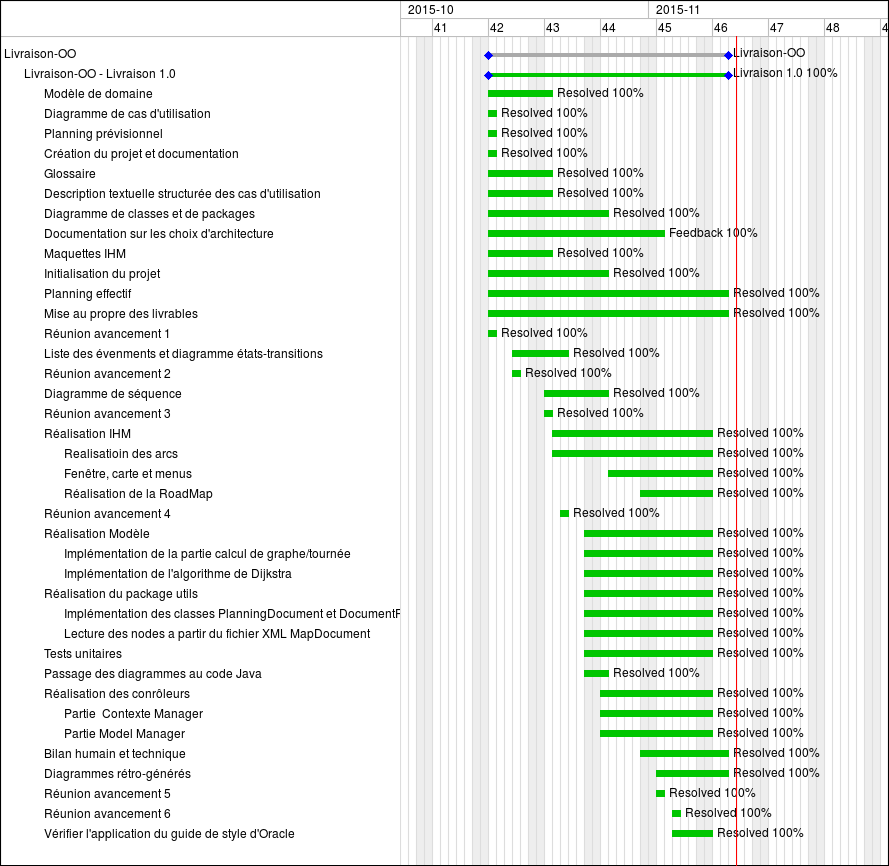 2015-10 2015-11
41 42 43 44 45 46 47 48 4
Livraison-OO Livraison-OO
Livraison-OO - Livraison 1.0 Livraison 1.0 100%
Modèle de domaine Resolved 100%
Diagramme de cas d'utilisation Resolved 100%
Planning prévisionnel Resolved 100%
Création du projet et documentation Resolved 100%
Glossaire Resolved 100%
Description textuelle structurée des cas d'utilisation Resolved 100%
Diagramme de classes et de packages Resolved 100%
Documentation sur les choix d'architecture Feedback 100%
Maquettes IHM Resolved 100%
Initialisation du projet Resolved 100%
Planning effectif Resolved 100%
Mise au propre des livrables Resolved 100%
Réunion avancement 1 Resolved 100%
Liste des évenments et diagramme états-transitions Resolved 100%
Réunion avancement 2 Resolved 100%
Diagramme de séquence Resolved 100%
Réunion avancement 3 Resolved 100%
Réalisation IHM Resolved 100%
Realisatioin des arcs Resolved 100%
Fenêtre, carte et menus Resolved 100%
Réalisation de la RoadMap Resolved 100%
Réunion avancement 4 Resolved 100%
Réalisation Modèle Resolved 100%
Implémentation de la partie calcul de graphe/tournée Resolved 100%
Implémentation de l'algorithme de Dijkstra Resolved 100%
Réalisation du package utils Resolved 100%
Implémentation des classes PlanningDocument et DocumentF Resolved 100%
Lecture des nodes a partir du fichier XML MapDocument Resolved 100%
Tests unitaires Resolved 100%
Passage des diagrammes au code Java Resolved 100%
Réalisation des conrôleurs Resolved 100%
Partie  Contexte Manager Resolved 100%
Partie Model Manager Resolved 100%
Bilan humain et technique Resolved 100%
Diagrammes rétro-générés Resolved 100%
Réunion avancement 5 Resolved 100%
Réunion avancement 6 Resolved 100%
Vérifier l'application du guide de style d'Oracle Resolved 100%